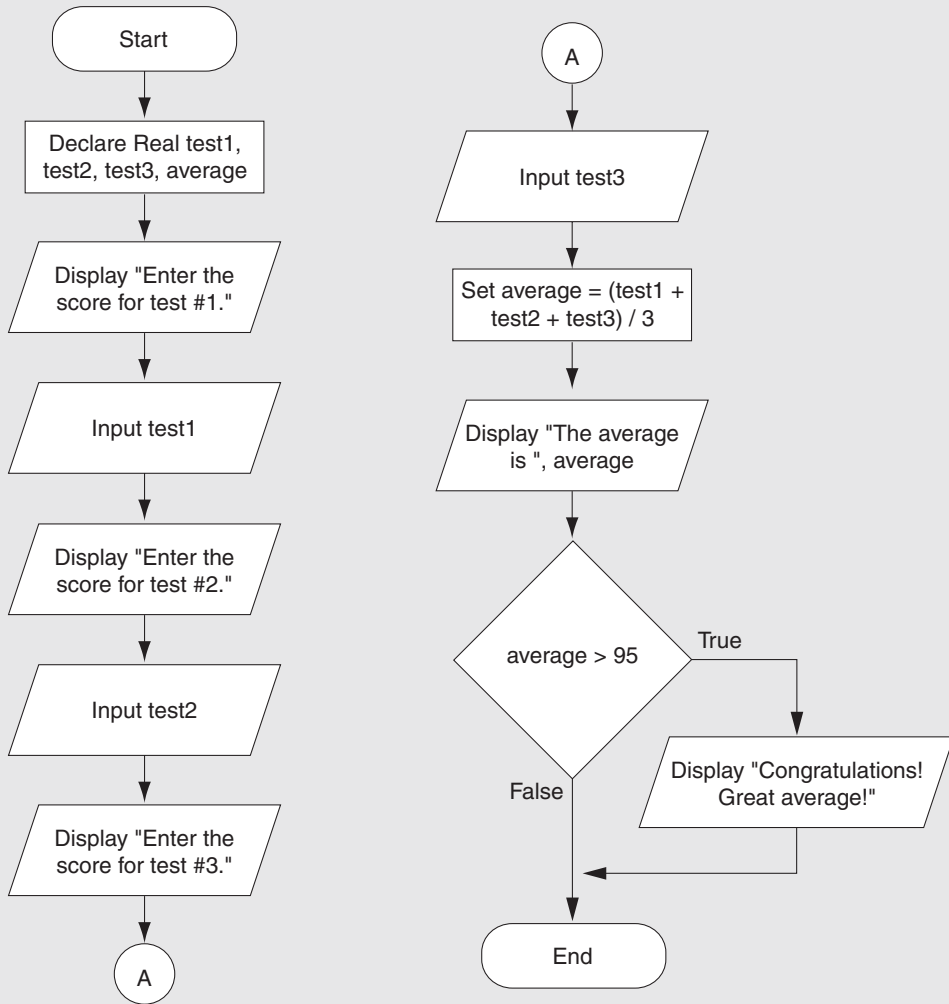 Start
Declare Real test1,
test2, test3, average
Display "Enter the
score for test #1."
Input test1
Display "Enter the
score for test #2."
Input test2
Display "Enter the
score for test #3."
A
A
Input test3
Set average = (test1 +
test2 + test3) / 3
Display "The average
is ", average
average > 95
True
False
Display "Congratulations!
Great average!"
End